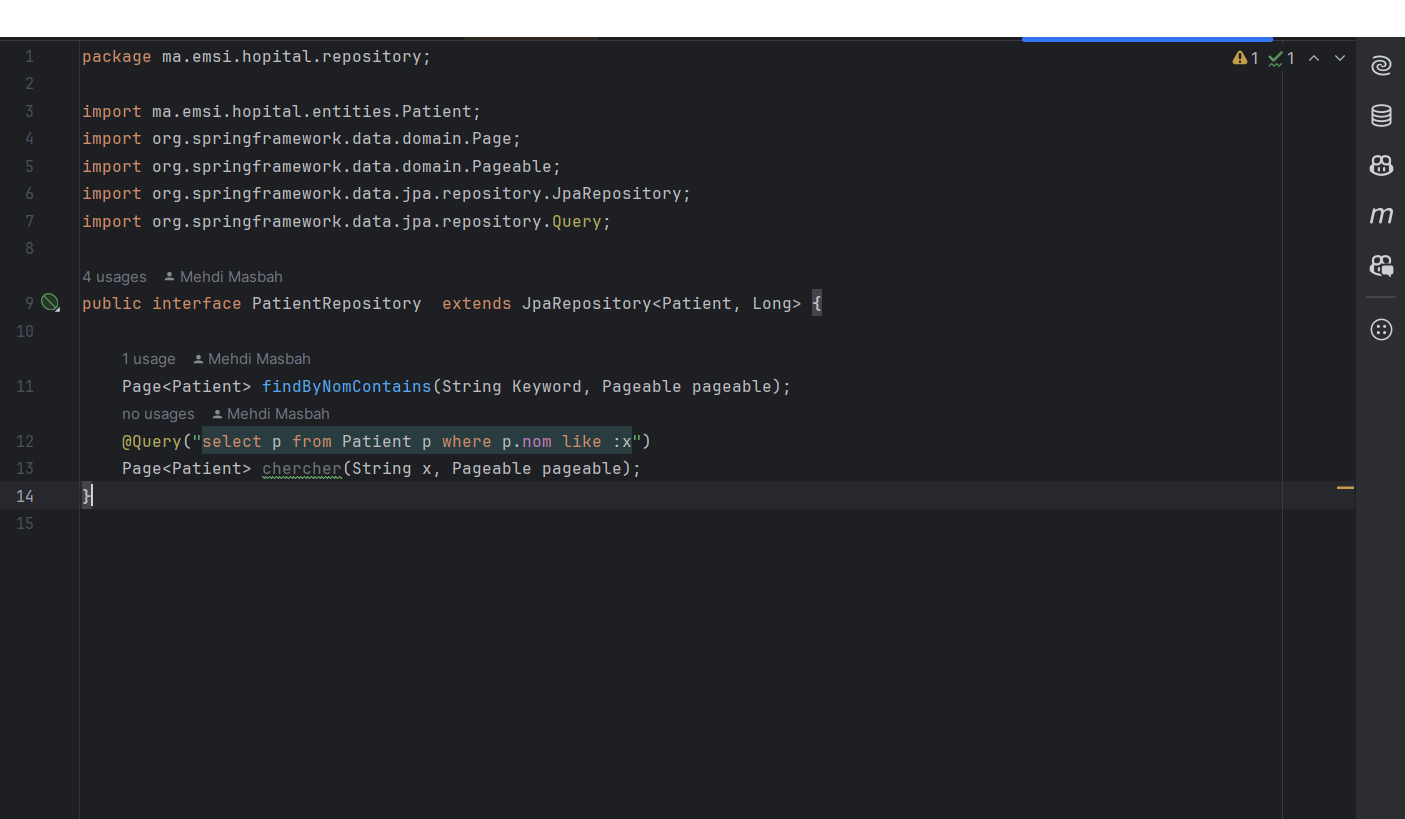 1 package ma.emsi.hopital.repository;
2
3 import ma.emsi.hopital.entities.Patient;
4 import org.springframework.data.domain.Page;
5 import org.springframework.data.domain.Pageable;
6 import org.springframework.data.jpa.repository.JpaRepository;
7 import org.springframework.data.jpa.repository.Query;
8
4 usages Mehdi Masbah
9 public interface PatientRepository  extends JpaRepository<Patient, Long> {
10
1 usage Mehdi Masbah
11 Page<Patient> findByNomContains(String Keyword, Pageable pageable);
no usages Mehdi Masbah
12 @Query("select p from Patient p where p.nom like :x")
13 Page<Patient> chercher(String x, Pageable pageable);
14 }
15
1 1
m